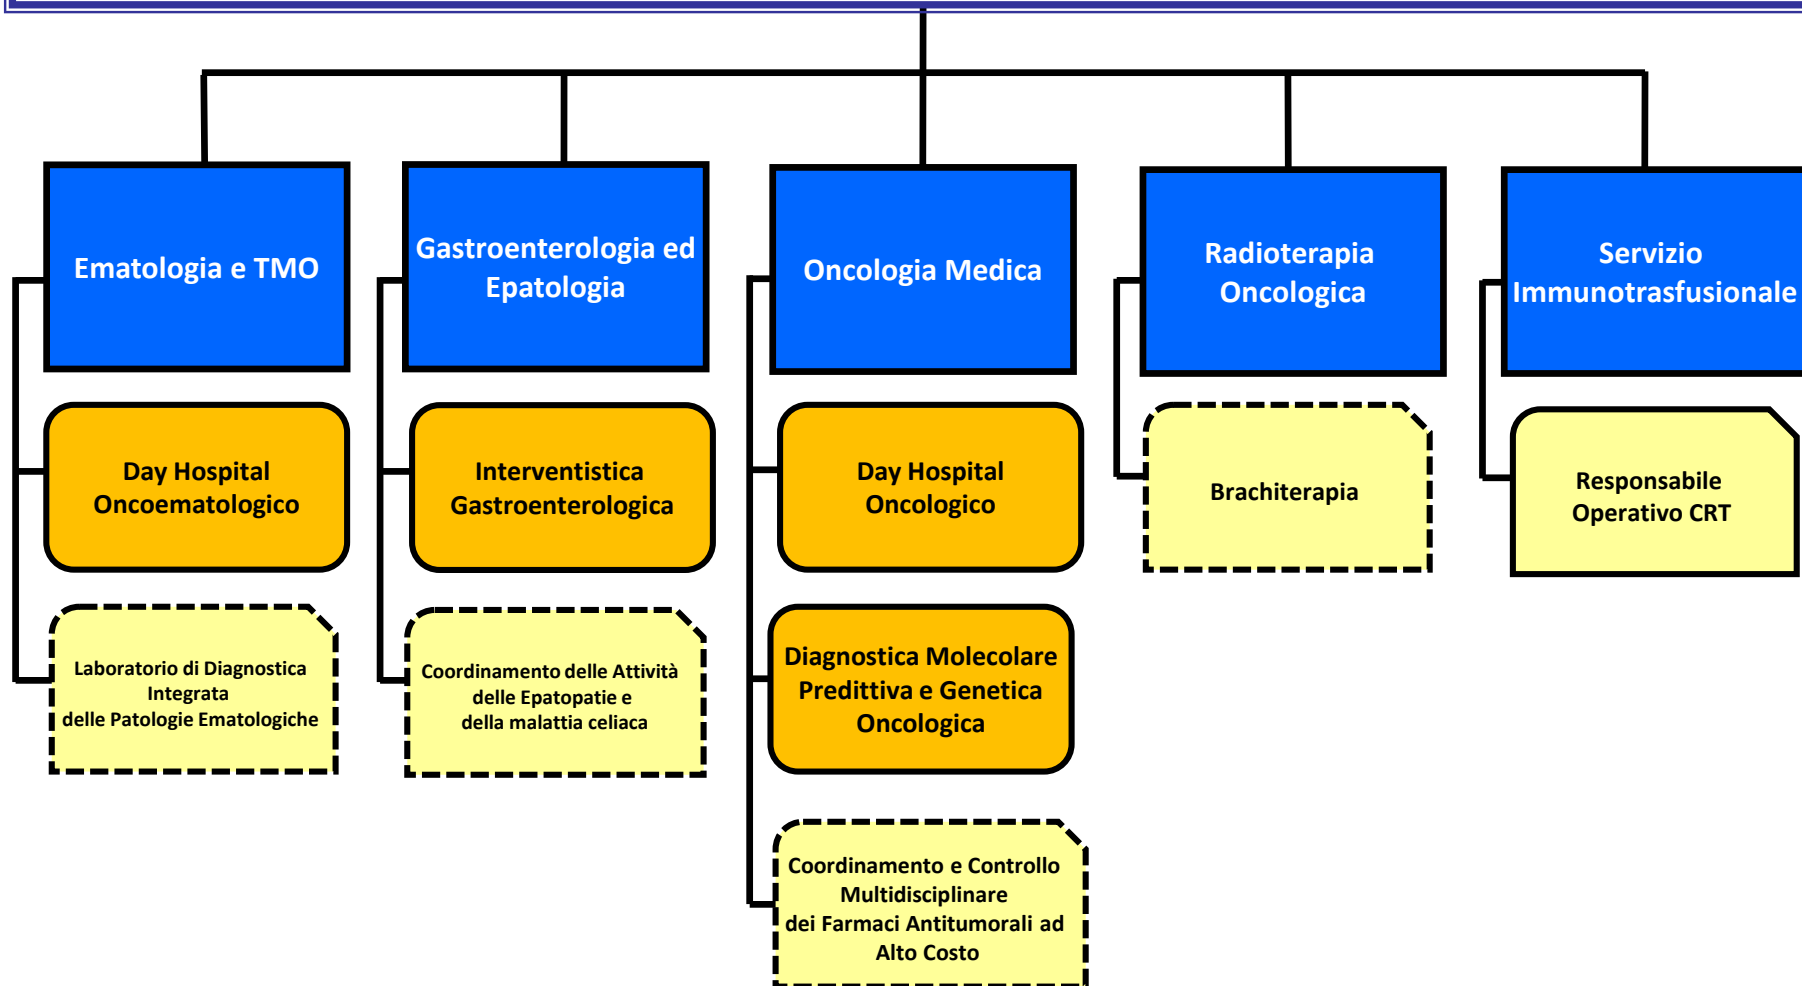 Ematologia e TMO
Gastroenterologia ed
Epatologia
Oncologia Medica
Radioterapia
Oncologica
Servizio
Immunotrasfusionale
Day Hospital
Oncoematologico
Interventistica
Gastroenterologica
Day Hospital
Oncologico
Brachiterapia
Responsabile
Operativo CRT
Laboratorio di Diagnostica
Integrata
delle Patologie Ematologiche
Coordinamento delle Attività
delle Epatopatie e
della malattia celiaca
Diagnostica Molecolare
Predittiva e Genetica
Oncologica
Coordinamento e Controllo
Multidisciplinare
dei Farmaci Antitumorali ad
Alto Costo